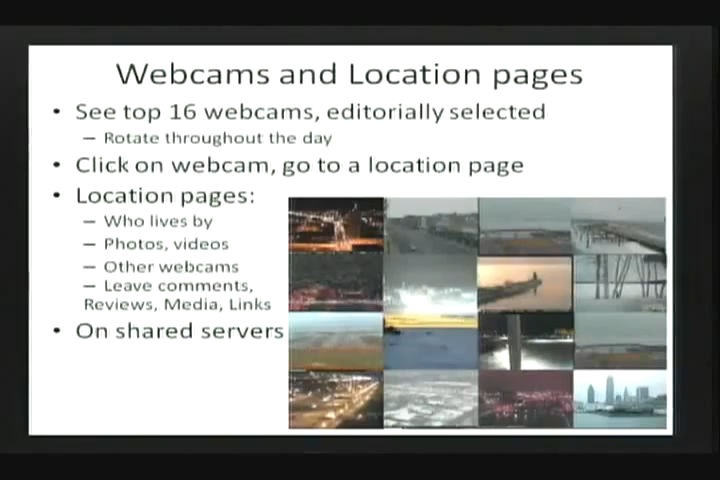 Webcams and Location pages
• See top 16 webcams, editorially selected
– Rotate throughout the day
• Click on webcam, go to a location page
• Location pages:
– Who lives by
– Photos, videos
– Other webcams
– Leave comments,
Reviews, Media, Links
• On shared servers